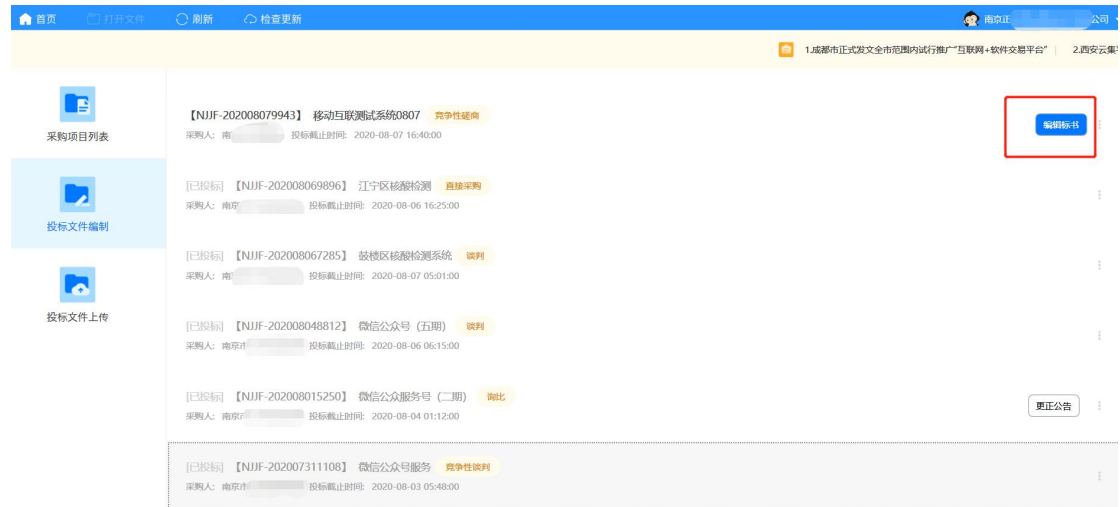 首页 打开文件 刷新 检查更新 南京正 公司
1.成都市正式发文全市范围内试行推广"互联网+软件交易平台" 2.西安云集
采购项目列表
投标文件编制
投标文件上传
【NJJF-202008079943】 移动互联测试系统0807 竞争性磋商
采购人: 南 投标截止时间: 2020-08-07 16:40:00
编辑标书
[已投标] 【NJJF-202008069896】 江宁区核酸检测 直接采购
采购人: 南京 投标截止时间: 2020-08-06 16:25:00
[已投标] 【NJJF-202008067285】 鼓楼区核酸检测系统 谈判
采购人: 南 投标截止时间: 2020-08-07 05:01:00
[已投标] 【NJJF-202008048812】 微信公众号 (五期) 谈判
采购人: 南京市 投标截止时间: 2020-08-06 06:15:00
[已投标] 【NJJF-202008015250】 微信公众服务号 (二期) 询比
采购人: 南京 投标截止时间: 2020-08-04 01:12:00
更正公告
[已投标] 【NJJF-202007311108】 微信公众号服务 竞争性谈判
采购人: 南京市 投标截止时间: 2020-08-03 05:48:00